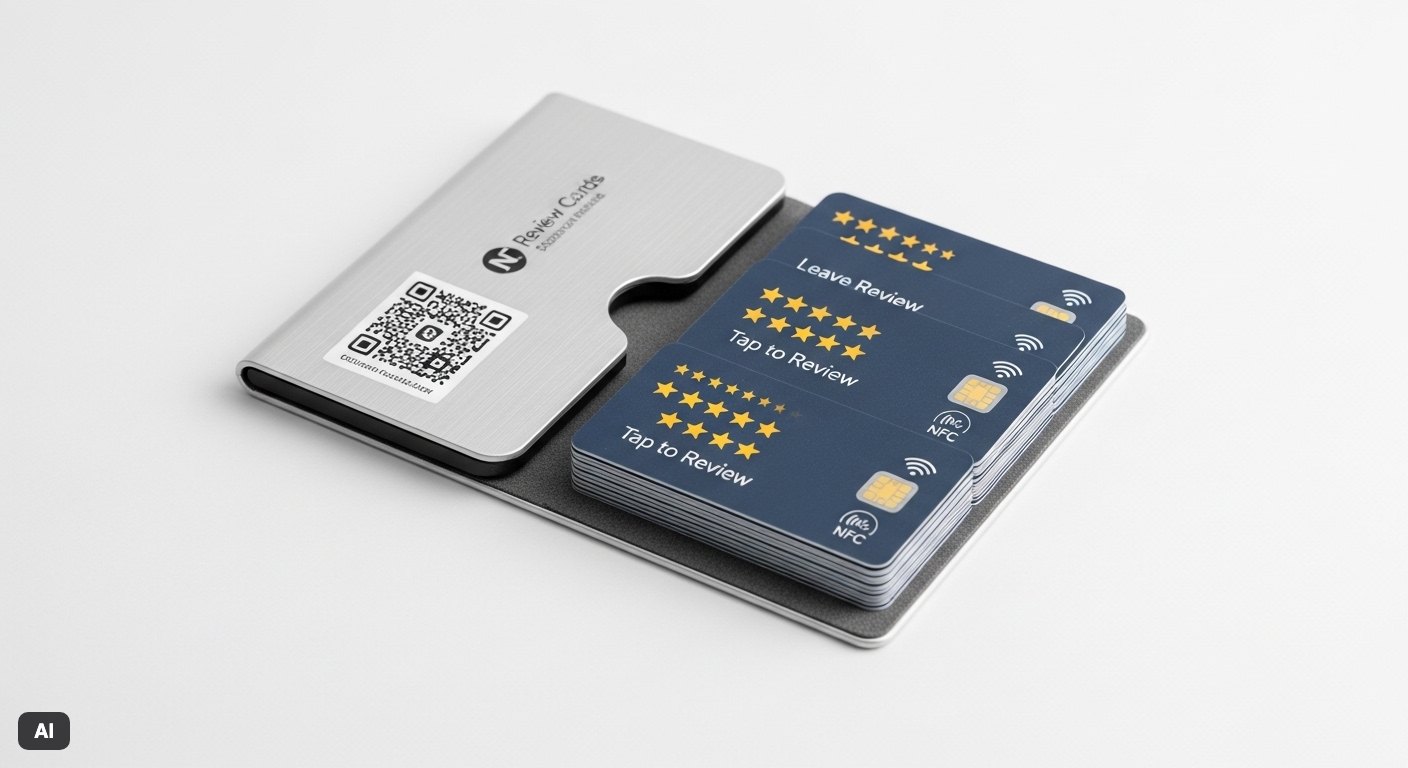 Review Cards
Leave Review
Tap to Review
NFC
Tap to Review
NFC
AI